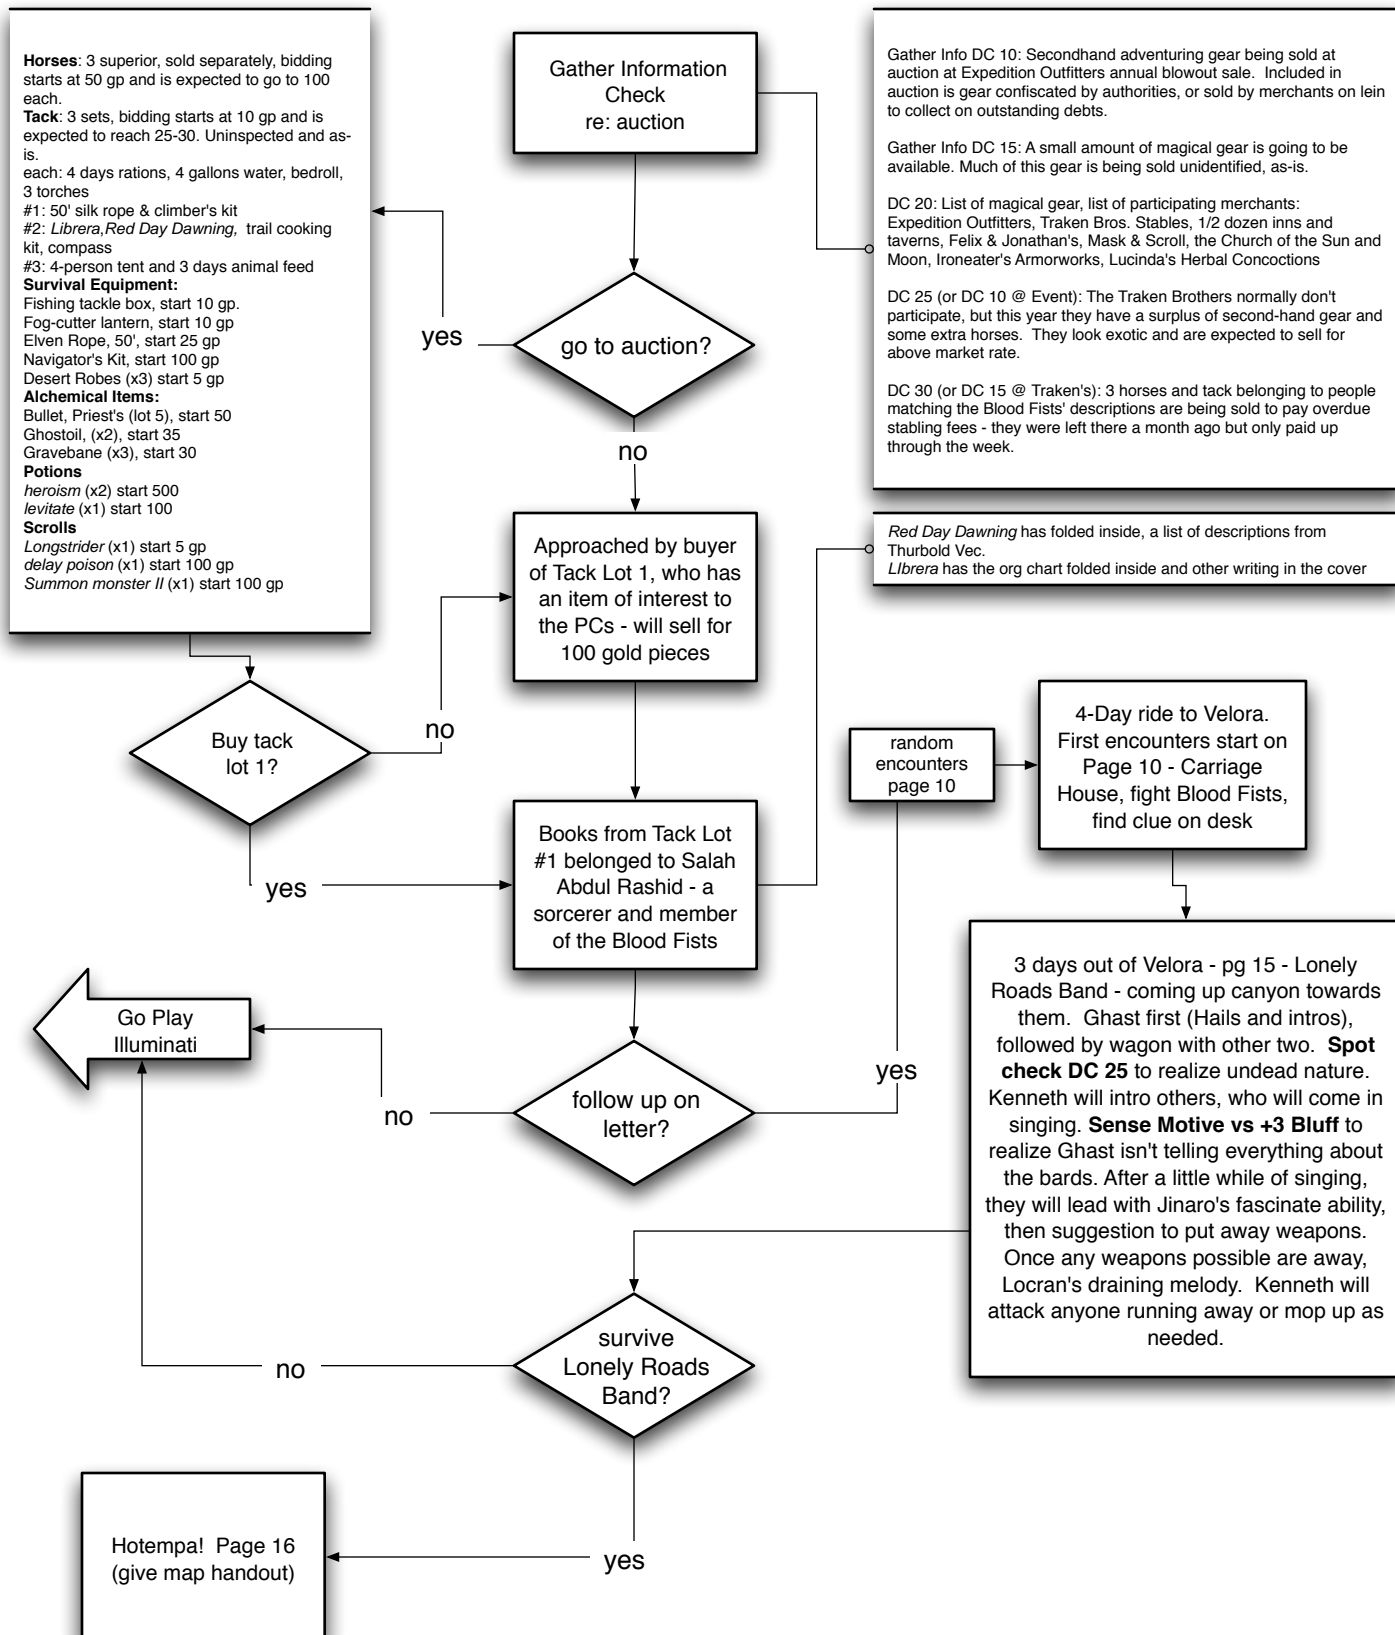 Horses: 3 superior, sold separately, bidding
starts at 50 gp and is expected to go to 100
each.
Tack: 3 sets, bidding starts at 10 gp and is
expected to reach 25-30. Uninspected and as-
is.
each: 4 days rations, 4 gallons water, bedroll,
3 torches
#1: 50' silk rope & climber's kit
#2: Librera,Red Day Dawning, trail cooking
kit, compass
#3: 4-person tent and 3 days animal feed
Survival Equipment:
Fishing tackle box, start 10 gp.
Fog-cutter lantern, start 10 gp
Elven Rope, 50', start 25 gp
Navigator's Kit, start 100 gp
Desert Robes (x3) start 5 gp
Alchemical Items:
Bullet, Priest's (lot 5), start 50
Ghostoil, (x2), start 35
Gravebane (x3), start 30
Potions
heroism (x2) start 500
levitate (x1) start 100
Scrolls
Longstrider (x1) start 5 gp
delay poison (x1) start 100 gp
Summon monster II (x1) start 100 gp
Gather Information
Check
re: auction
Gather Info DC 10: Secondhand adventuring gear being sold at
auction at Expedition Outfitters annual blowout sale. Included in
auction is gear confiscated by authorities, or sold by merchants on lein
to collect on outstanding debts.
Gather Info DC 15: A small amount of magical gear is going to be
available. Much of this gear is being sold unidentified, as-is.
DC 20: List of magical gear, list of participating merchants:
Expedition Outfitters, Traken Bros. Stables, 1/2 dozen inns and
taverns, Felix & Jonathan's, Mask & Scroll, the Church of the Sun and
Moon, Ironeater's Armorworks, Lucinda's Herbal Concoctions
DC 25 (or DC 10 @ Event): The Traken Brothers normally don't
participate, but this year they have a surplus of second-hand gear and
some extra horses. They look exotic and are expected to sell for
above market rate.
DC 30 (or DC 15 @ Traken's): 3 horses and tack belonging to people
matching the Blood Fists' descriptions are being sold to pay overdue
stabling fees - they were left there a month ago but only paid up
through the week.
yes
go to auction?
no
Red Day Dawning has folded inside, a list of descriptions from
Thurbold Vec.
LIbrera has the org chart folded inside and other writing in the cover
Approached by buyer
of Tack Lot 1, who has
an item of interest to
the PCs - will sell for
100 gold pieces
Buy tack
lot 1?
no
yes
Books from Tack Lot
#1 belonged to Salah
Abdul Rashid - a
sorcerer and member
of the Blood Fists
random
encounters
page 10
4-Day ride to Velora.
First encounters start on
Page 10 - Carriage
House, fight Blood Fists,
find clue on desk
Go Play
Illuminati
no
follow up on
letter?
yes
3 days out of Velora - pg 15 - Lonely
Roads Band - coming up canyon towards
them. Ghast first (Hails and intros),
followed by wagon with other two. Spot
check DC 25 to realize undead nature.
Kenneth will intro others, who will come in
singing. Sense Motive vs +3 Bluff to
realize Ghast isn't telling everything about
the bards. After a little while of singing,
they will lead with Jinaro's fascinate ability,
then suggestion to put away weapons.
Once any weapons possible are away,
Locran's draining melody. Kenneth will
attack anyone running away or mop up as
needed.
no
survive
Lonely Roads
Band?
yes
Hotempa! Page 16
(give map handout)